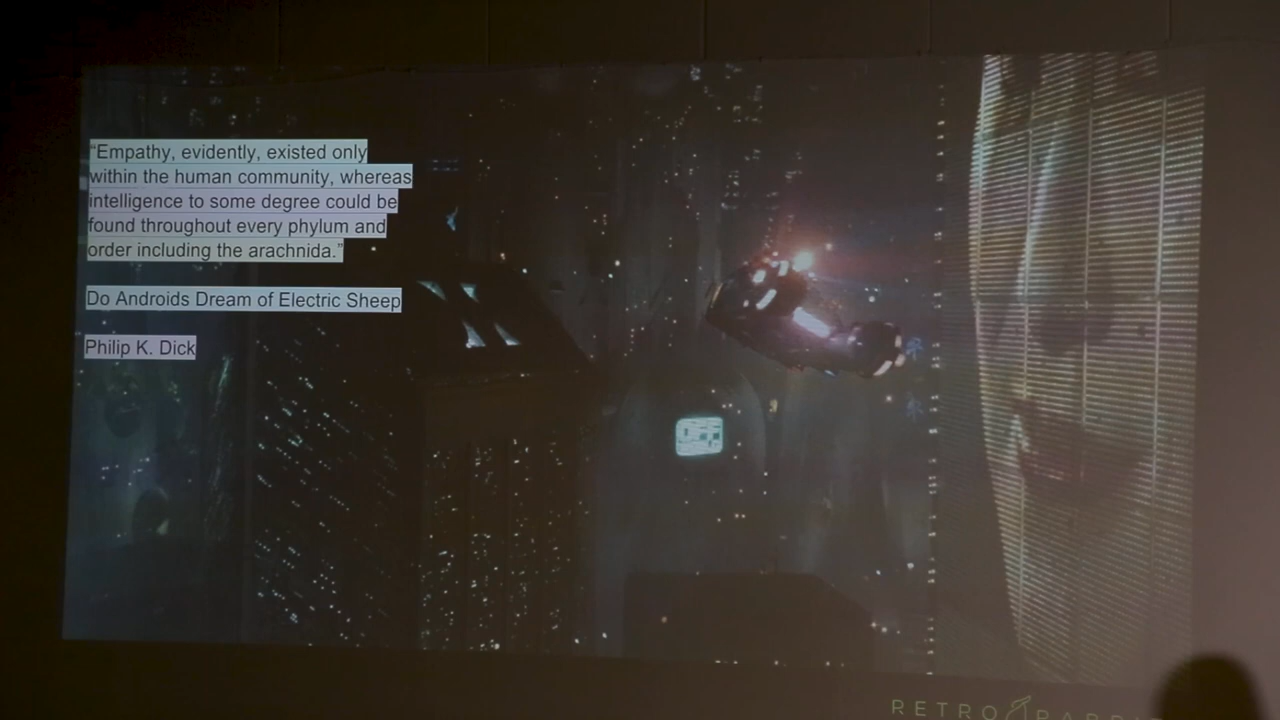 “Empathy, evidently, existed only
within the human community, whereas
intelligence to some degree could be
found throughout every phylum and
order including the arachnida.”
Do Androids Dream of Electric Sheep
Philip K. Dick
RETRO